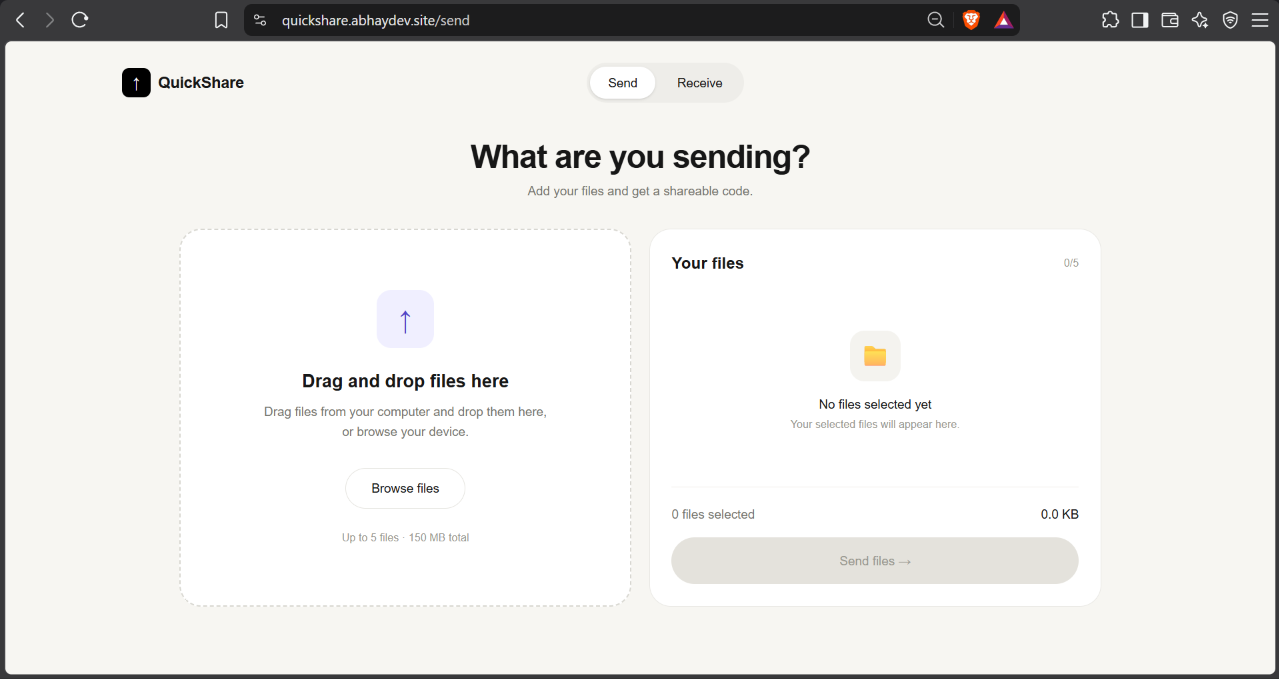 quickshare.abhaydev.site/send
↑ QuickShare
Send
Receive
What are you sending?
Add your files and get a shareable code.
↑
Drag and drop files here
Drag files from your computer and drop them here,
or browse your device.
Browse files
Up to 5 files · 150 MB total
Your files
0/5
No files selected yet
Your selected files will appear here.
0 files selected
0.0 KB
Send files →